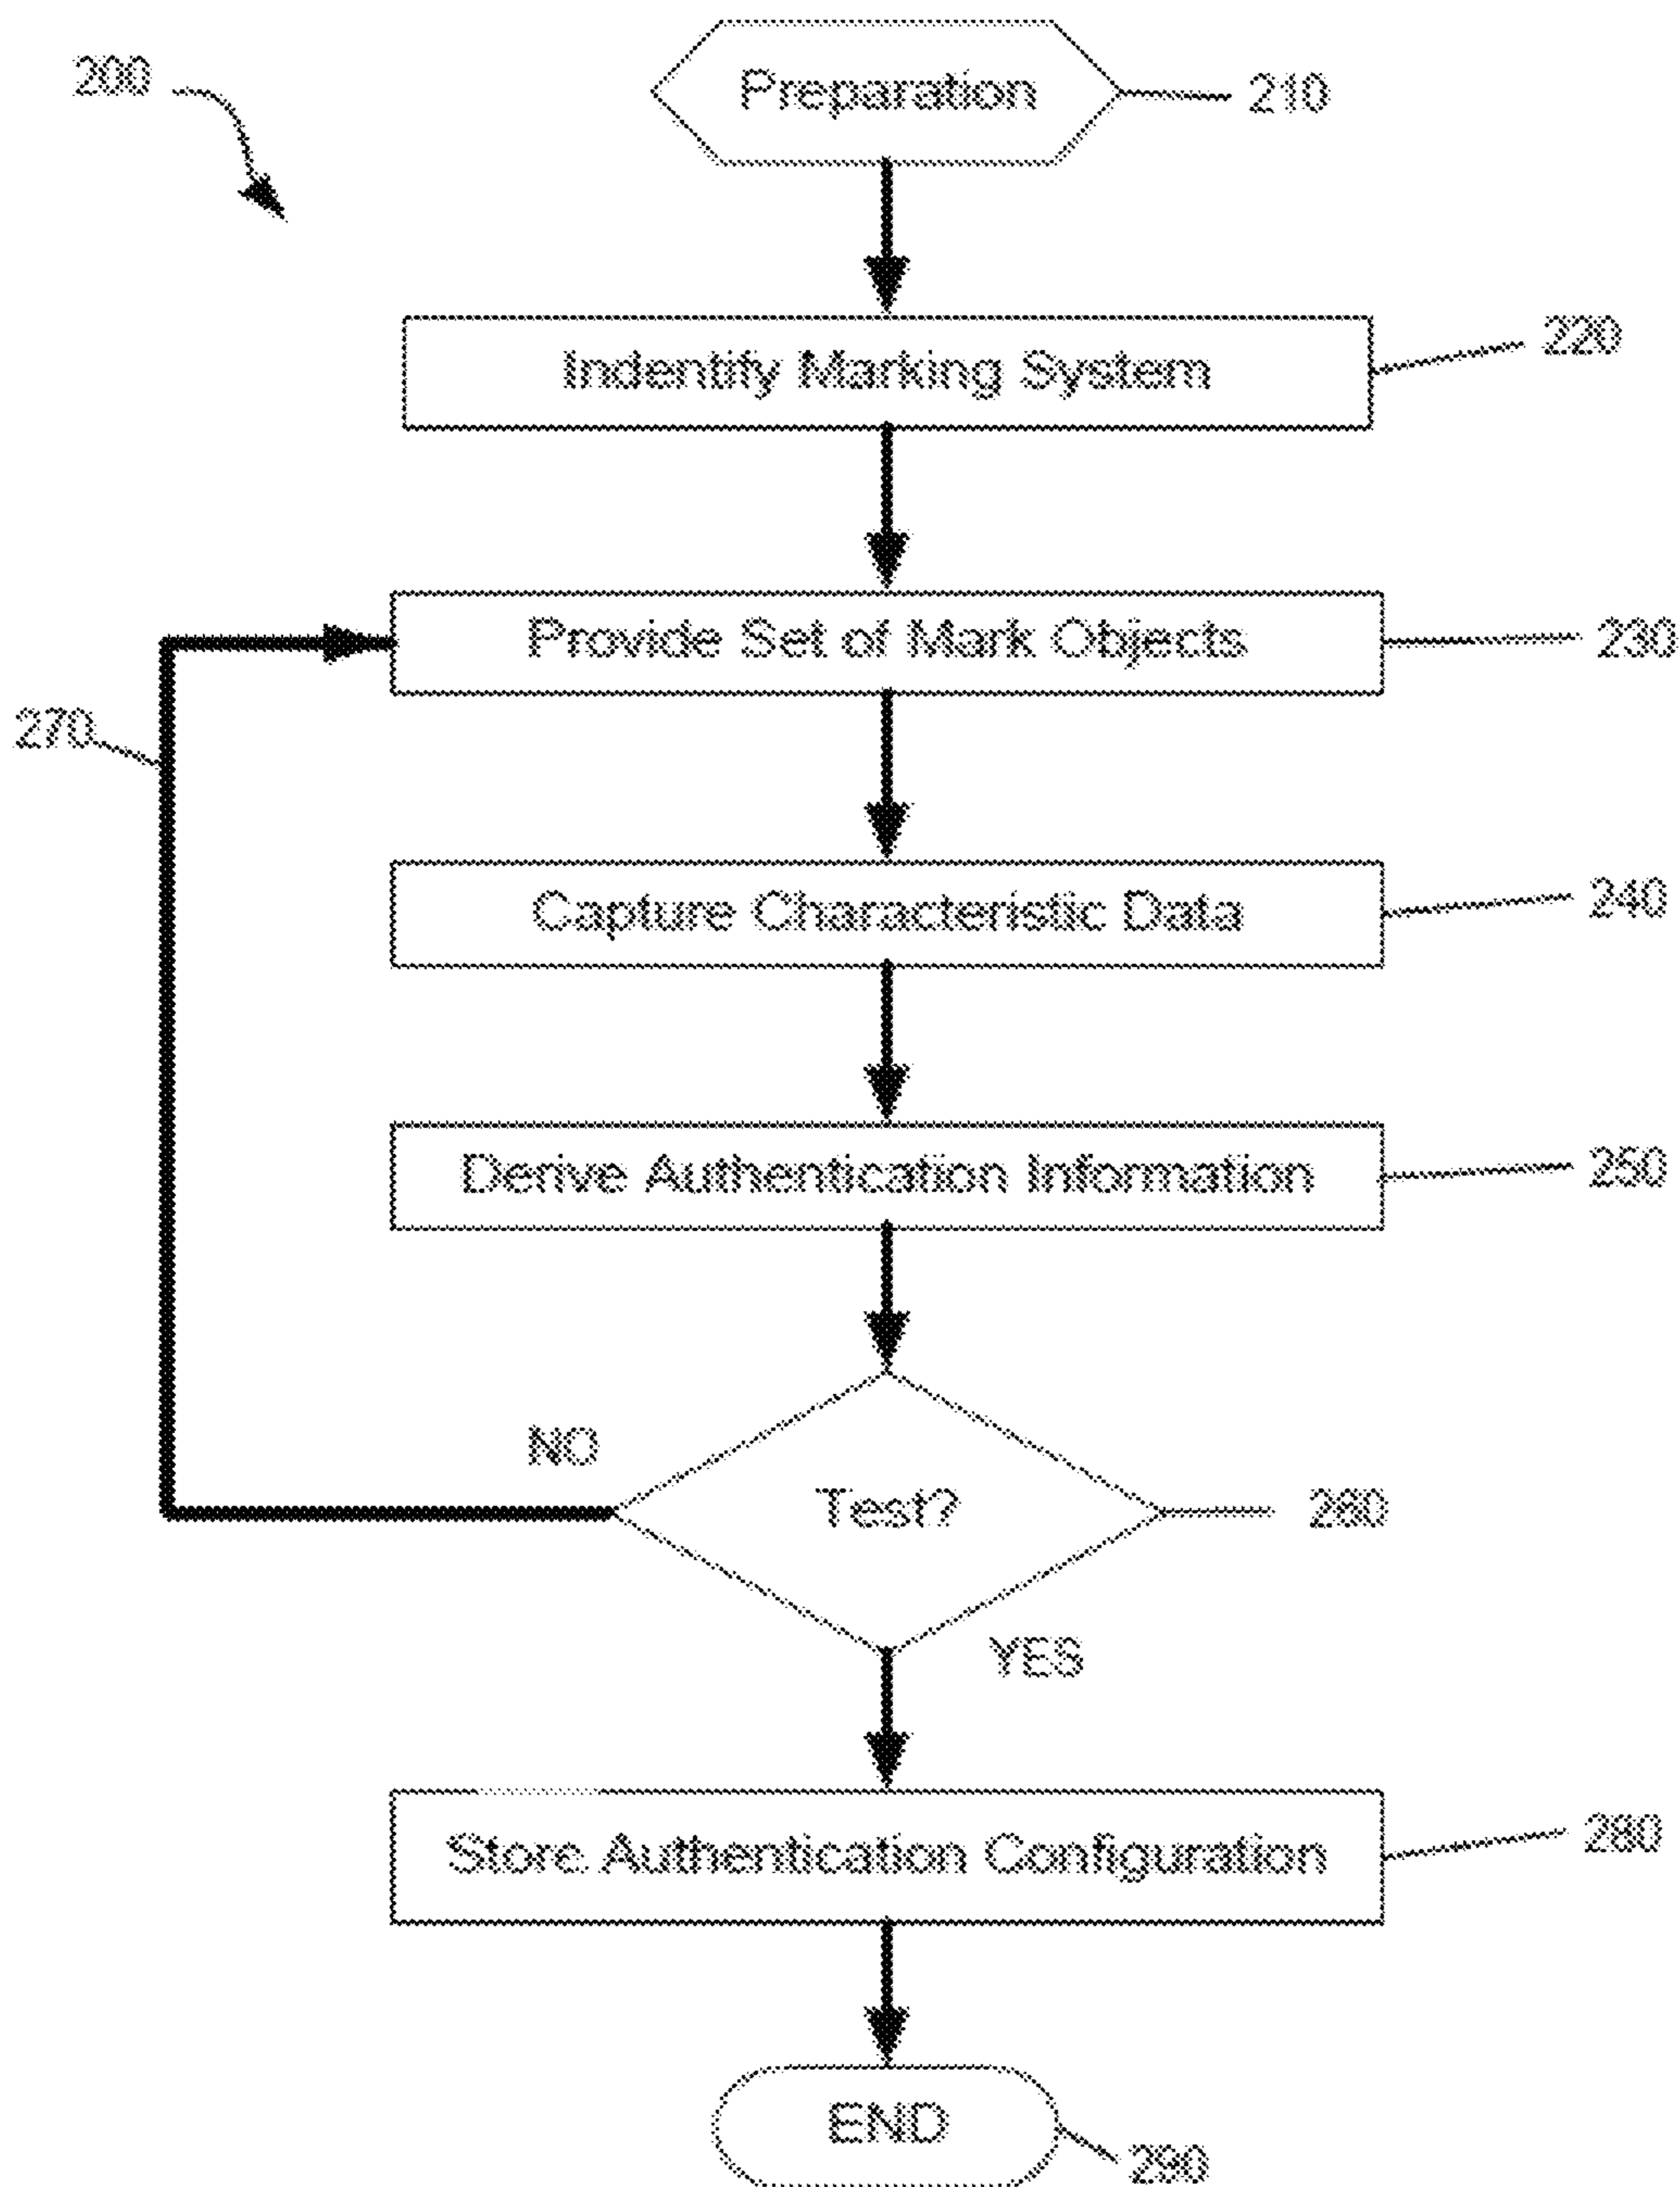 200
Preparation
210
Indentify Marking System
220
Provide Set of Mark Objects
230
270
Capture Characteristic Data
240
Derive Authentication Information
250
NO
Test?
260
YES
Store Authentication Configuration
280
END
290